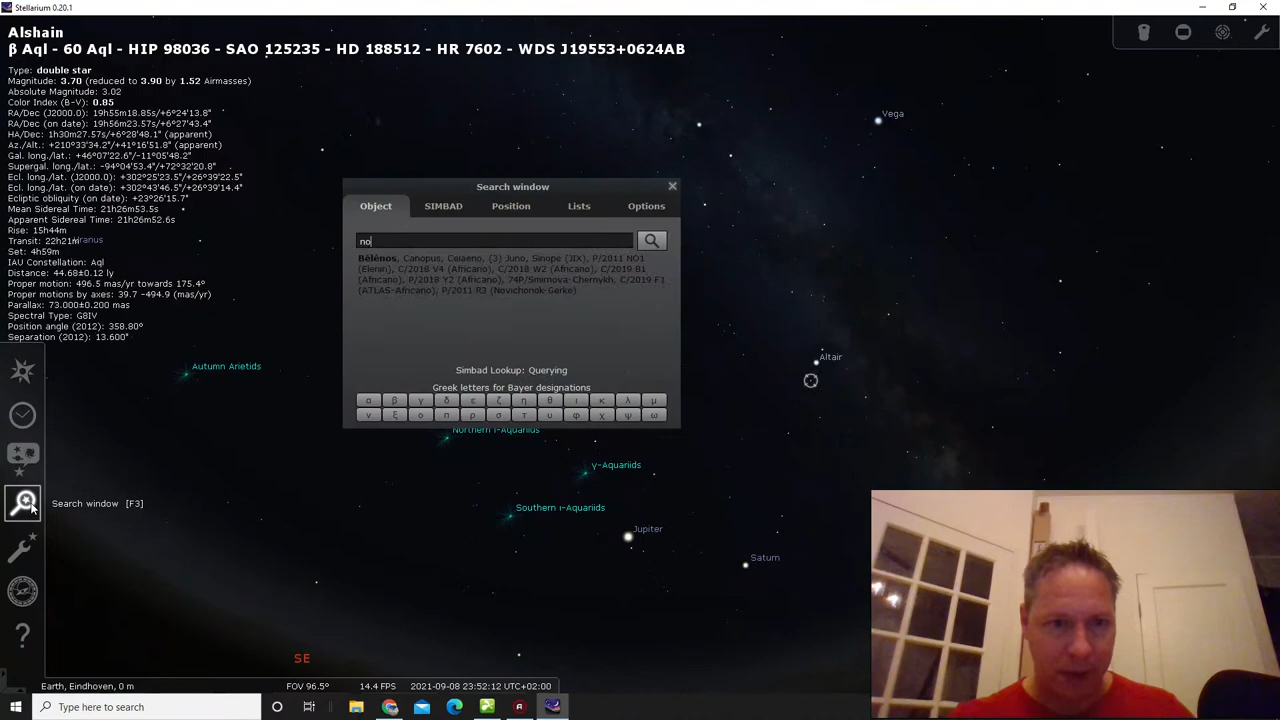 Stellarium 0.20.1
Alshain
β Aql - 60 Aql - HIP 98036 - SAO 125235 - HD 188512 - HR 7602 - WDS J19553+0624AB
Type: double star
Magnitude: 3.70 (reduced to 3.90 by 1.52 Airmasses)
Absolute Magnitude: 3.02
Color Index (B-V): 0.85
RA/Dec (J2000.0): 19h55m18.85s/+6°24'13.8"
RA/Dec (on date): 19h56m23.57s/+6°27'43.4"
HA/Dec: 1h30m27.57s/+6°28'48.1" (apparent)
Az./Alt.: +210°33'34.2"/+41°16'51.8" (apparent)
Gal. long./lat.: +46°07'22.6"/-11°05'48.2"
Supergal. long./lat.: -94°04'53.4"/+72°32'20.8"
Ecl. long./lat. (J2000.0): +302°25'23.5"/+26°39'22.5"
Ecl. long./lat. (on date): +302°43'46.5"/+26°39'14.4"
Ecliptic obliquity (on date): +23°26'15.7"
Mean Sidereal Time: 21h26m53.5s
Apparent Sidereal Time: 21h26m52.6s
Rise: 15h44m
Transit: 22h21m
Uranus
Set: 4h59m
IAU Constellation: Aql
Distance: 44.68±0.12 ly
Proper motion: 496.5 mas/yr towards 175.4°
Proper motions by axes: 39.7 -494.9 (mas/yr)
Parallax: 73.000±0.200 mas
Spectral Type: G8IV
Position angle (2012): 358.80°
Separation (2012): 13.600"
Vega
Search window
Object SIMBAD Position Lists Options
no
Bélénos, Canopus, Celaeno, (3) Juno, Sinope (JIX), P/2011 NO1
(Elenin), C/2018 V4 (Africano), C/2018 W2 (Africano), C/2019 B1
(Africano), P/2018 Y2 (Africano), 74P/Smirnova-Chernykh, C/2019 F1
(ATLAS-Africano), P/2011 R3 (Novichonok-Gerke)
Simbad Lookup: Querying
Greek letters for Bayer designations
α β γ δ ε ζ η θ ι κ λ μ
ν ξ ο π ρ σ τ υ φ χ ψ ω
Altair
Autumn Arietids
Northern ι-Aquariids
γ-Aquariids
Search window [F3]
Southern ι-Aquariids
Jupiter
Saturn
SE
Earth, Eindhoven, 0 m FOV 96.5° 14.4 FPS 2021-09-08 23:52:12 UTC+02:00
Type here to search